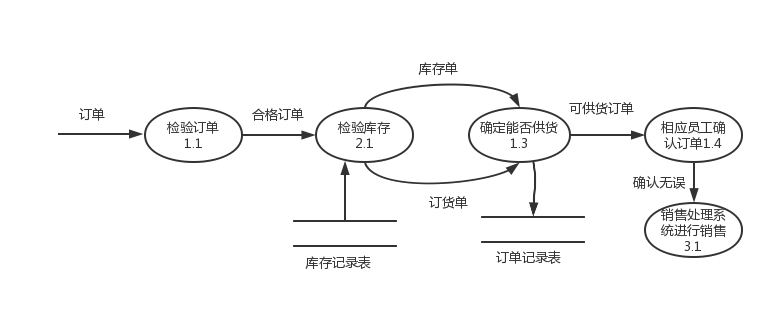 库存单
订单
合格订单
可供货订单
检验订单
1.1
检验库存
2.1
确定能否供货
1.3
相应员工确
认订单1.4
订货单
确认无误
销售处理系
统进行销售
3.1
库存记录表
订单记录表